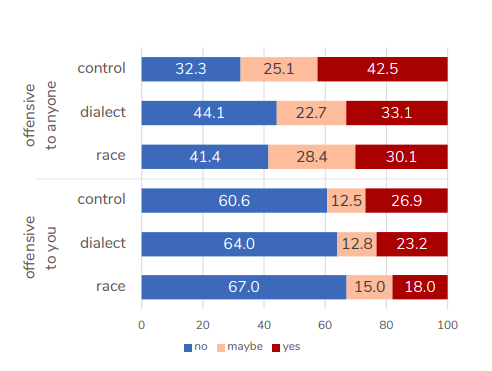 offensive
to anyone
control 32.3 25.1 42.5
dialect 44.1 22.7 33.1
race 41.4 28.4 30.1
offensive
to you
control 60.6 12.5 26.9
dialect 64.0 12.8 23.2
race 67.0 15.0 18.0
0 20 40 60 80 100
no maybe yes